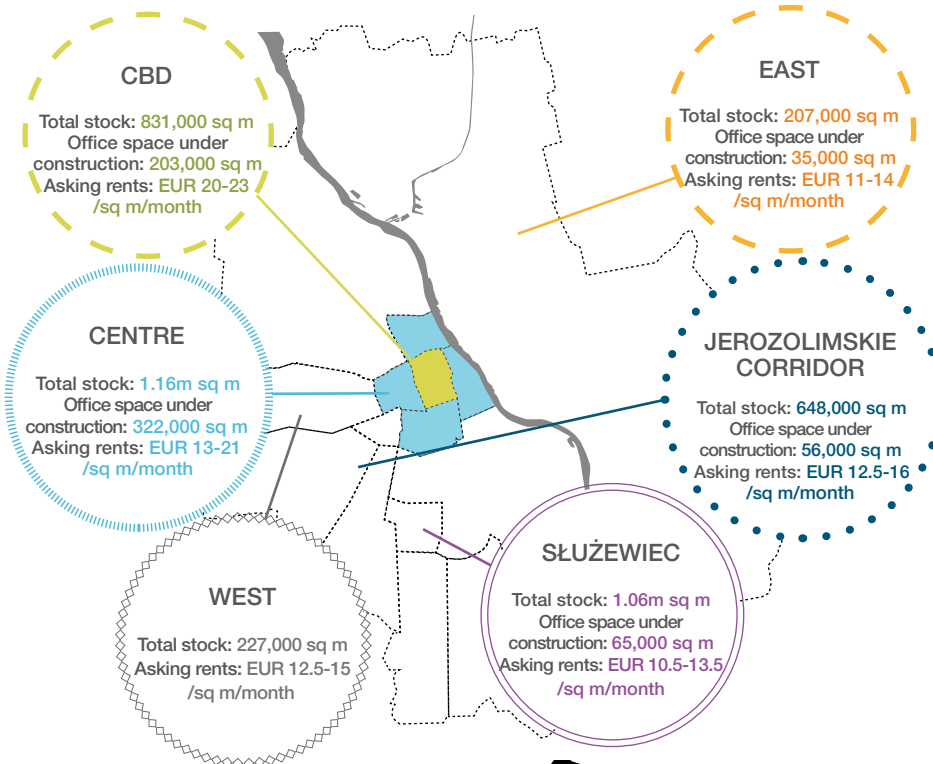 CBD
Total stock: 831,000 sq m
Office space under
construction: 203,000 sq m
Asking rents: EUR 20-23
/sq m/month
EAST
Total stock: 207,000 sq m
Office space under
construction: 35,000 sq m
Asking rents: EUR 11-14
/sq m/month
CENTRE
Total stock: 1.16m sq m
Office space under
construction: 322,000 sq m
Asking rents: EUR 13-21
/sq m/month
JEROZOLIMSKIE
CORRIDOR
Total stock: 648,000 sq m
Office space under
construction: 56,000 sq m
Asking rents: EUR 12.5-16
/sq m/month
WEST
Total stock: 227,000 sq m
Asking rents: EUR 12.5-15
/sq m/month
SŁUŻEWIEC
Total stock: 1.06m sq m
Office space under
construction: 65,000 sq m
Asking rents: EUR 10.5-13.5
/sq m/month